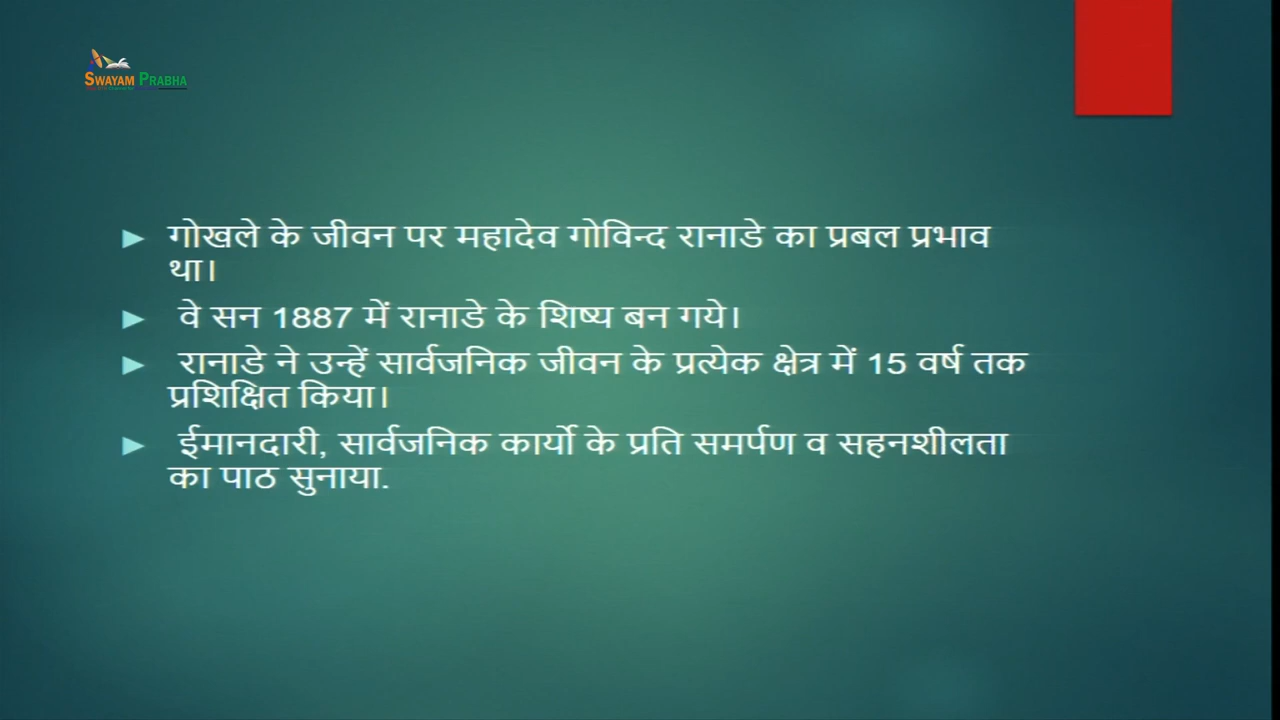 SWAYAM PRABHA
गोखले के जीवन पर महादेव गोविन्द रानाडे का प्रबल प्रभाव
था।
वे सन 1887 में रानाडे के शिष्य बन गये।
रानाडे ने उन्हें सार्वजनिक जीवन के प्रत्येक क्षेत्र में 15 वर्ष तक
प्रशिक्षित किया।
ईमानदारी, सार्वजनिक कार्यो के प्रति समर्पण व सहनशीलता
का पाठ सुनाया.